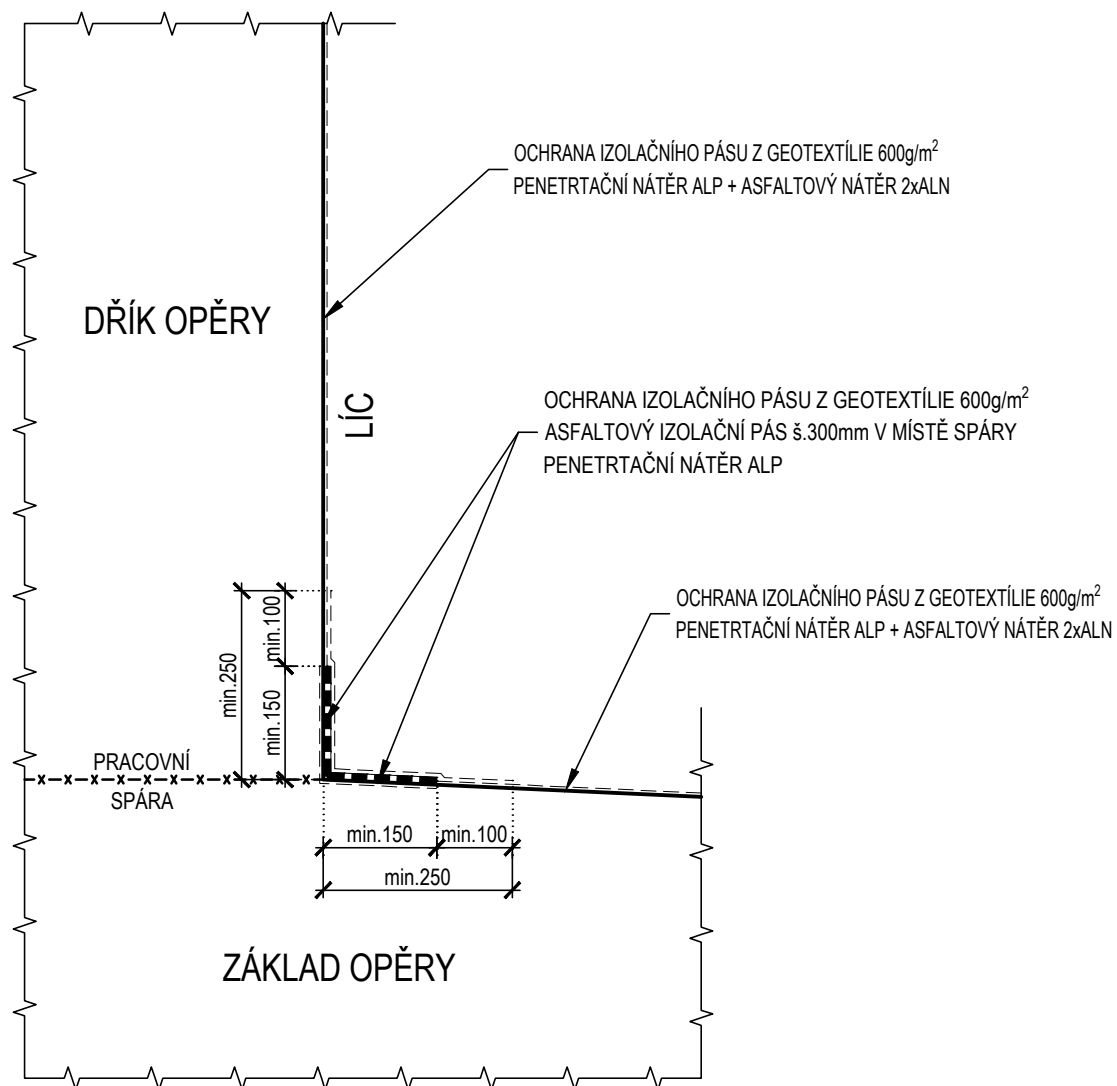 OCHRANA IZOLAČNÍHO PÁSU Z GEOTEXTÍLIE 600g/m²
PENETRTAČNÍ NÁTĚR ALP + ASFALTOVÝ NÁTĚR 2xALN
DŘÍK OPĚRY
LÍC
OCHRANA IZOLAČNÍHO PÁSU Z GEOTEXTÍLIE 600g/m²
ASFALTOVÝ IZOLAČNÍ PÁS š.300mm V MÍSTĚ SPÁRY
PENETRTAČNÍ NÁTĚR ALP
OCHRANA IZOLAČNÍHO PÁSU Z GEOTEXTÍLIE 600g/m²
PENETRTAČNÍ NÁTĚR ALP + ASFALTOVÝ NÁTĚR 2xALN
min.250
min.100
min.150
PRACOVNÍ
SPÁRA
min.150
min.100
min.250
ZÁKLAD OPĚRY